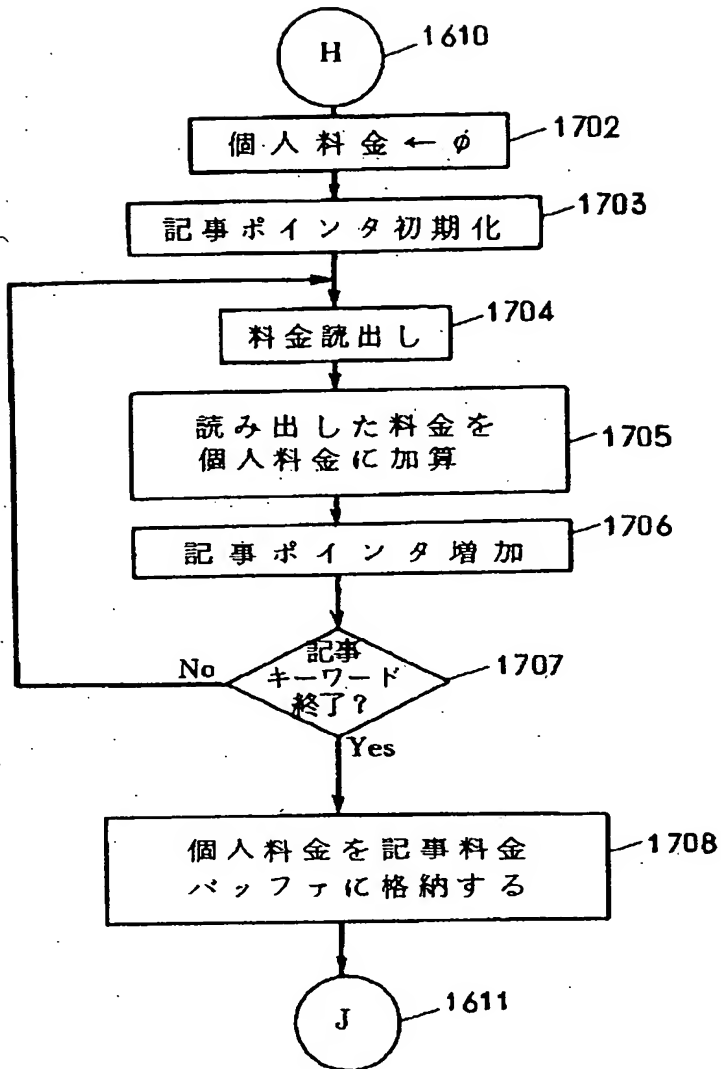 H
1610
個人料金←φ
1702
記事ポインタ初期化
1703
料金読出し
1704
読み出した料金を
個人料金に加算
1705
記事ポインタ増加
1706
記事
キーワード
終了?
1707
No
Yes
個人料金を記事料金
バッファに格納する
1708
J
1611